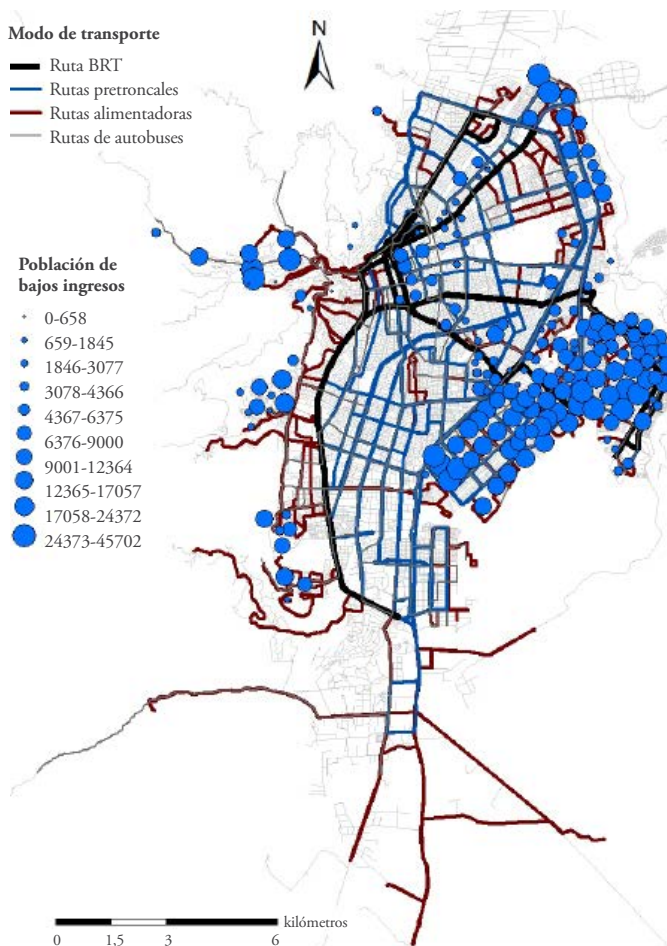 Modo de transporte
Ruta BRT
Rutas pretroncales
Rutas alimentadoras
Rutas de autobuses
N
Población de
bajos ingresos
0-658
659-1845
1846-3077
3078-4366
4367-6375
6376-9000
9001-12364
12365-17057
17058-24372
24373-45702
kilómetros
0 1,5 3 6